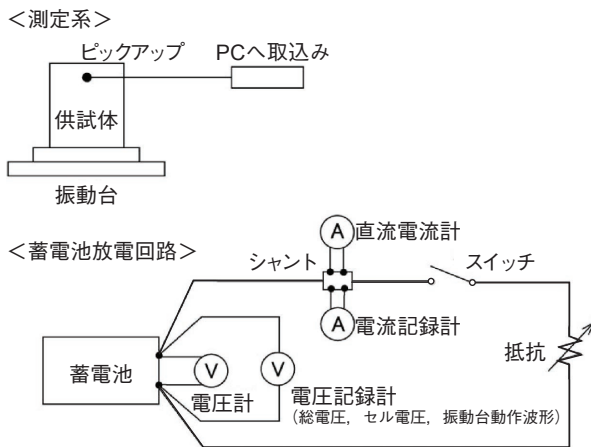 ＜測定系＞
ピックアップ
PCへ取込み
供試体
振動台
＜蓄電池放電回路＞
A
直流電流計
シャント
スイッチ
A
電流記録計
抵抗
蓄電池
V
V
電圧計
電圧記録計
（総電圧，セル電圧，振動台動作波形）